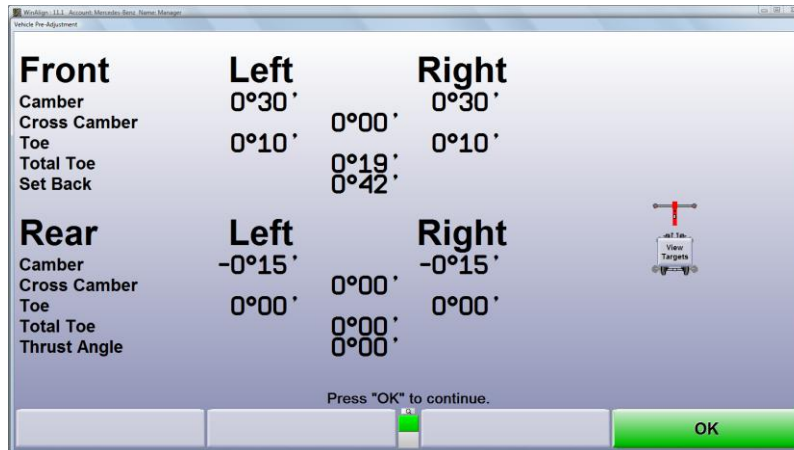 WinAlign : 11.1 Account: Mercedes-Benz Name: Manager
Vehicle Pre-Adjustment
Front Left Right
Camber 0°30' 0°30'
Cross Camber 0°00'
Toe 0°10' 0°10'
Total Toe 0°19'
Set Back 0°42'
Rear Left Right
Camber -0°15' -0°15'
Cross Camber 0°00'
Toe 0°00' 0°00'
Total Toe 0°00'
Thrust Angle 0°00'
View
Targets
Press "OK" to continue.
OK